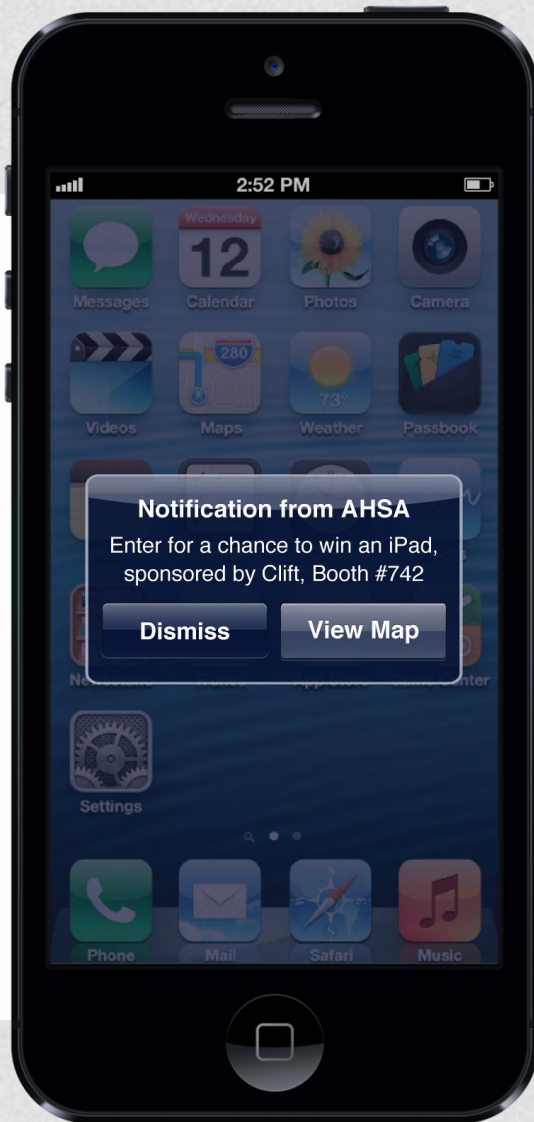 2:52 PM
Wednesday
12
280
73°
Messages
Calendar
Photos
Camera
Videos
Maps
Weather
Passbook
Notification from AHSA
Enter for a chance to win an iPad,
sponsored by Clift, Booth #742
Dismiss
View Map
Settings
Phone
Mail
Safari
Music